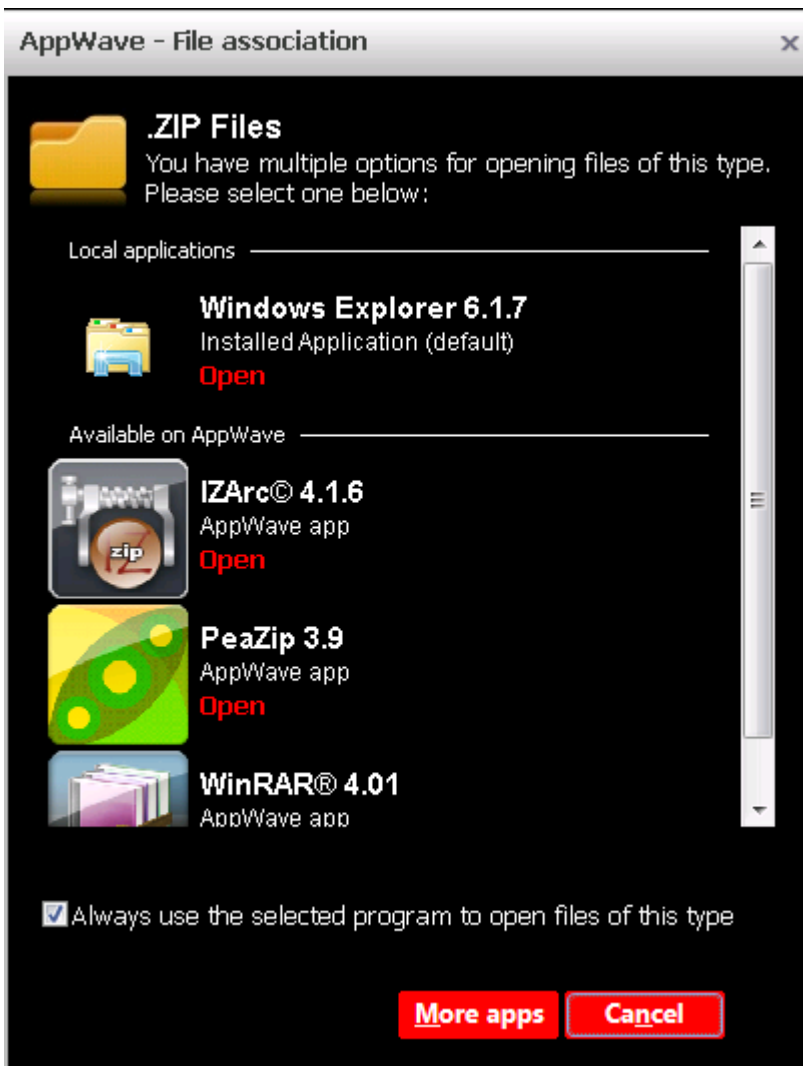 AppWave - File association
.ZIP Files
You have multiple options for opening files of this type.
Please select one below:
Local applications
Windows Explorer 6.1.7
Installed Application (default)
Open
Available on AppWave
zip
IZArc© 4.1.6
AppWave app
Open
PeaZip 3.9
AppWave app
Open
WinRAR® 4.01
AppWave app
Always use the selected program to open files of this type
More apps
Cancel